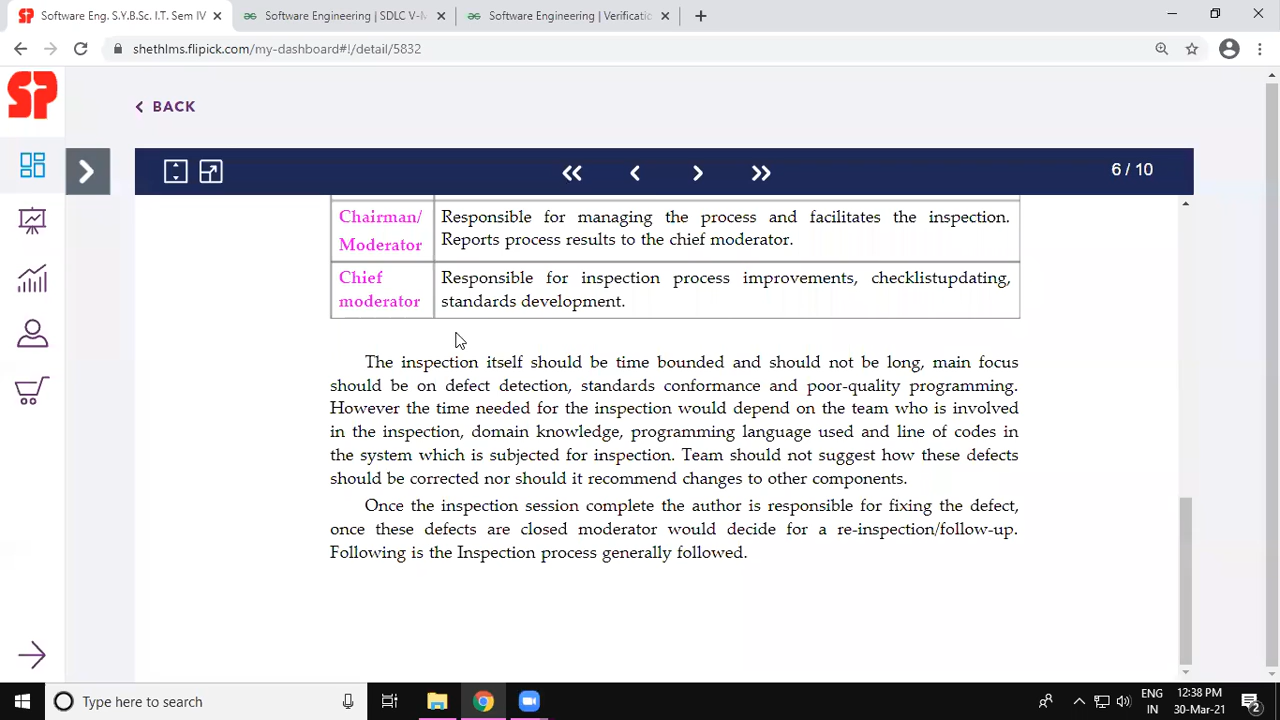 Software Eng. S.Y.B.Sc. I.T. Sem IV
Software Engineering | SDLC V-M
Software Engineering | Verificatio
shethlms.flipick.com/my-dashboard#!/detail/5832
SP
BACK
6 / 10
Chairman/
Moderator
Responsible for managing the process and facilitates the inspection.
Reports process results to the chief moderator.
Chief
moderator
Responsible for inspection process improvements, checklistupdating,
standards development.
The inspection itself should be time bounded and should not be long, main focus
should be on defect detection, standards conformance and poor-quality programming.
However the time needed for the inspection would depend on the team who is involved
in the inspection, domain knowledge, programming language used and line of codes in
the system which is subjected for inspection. Team should not suggest how these defects
should be corrected nor should it recommend changes to other components.
Once the inspection session complete the author is responsible for fixing the defect,
once these defects are closed moderator would decide for a re-inspection/follow-up.
Following is the Inspection process generally followed.
Type here to search
ENG
IN
12:38 PM
30-Mar-21
2